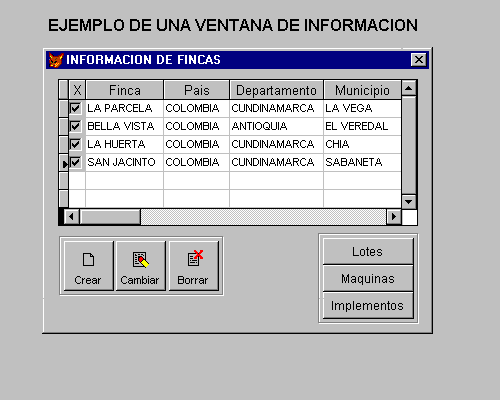 EJEMPLO DE UNA VENTANA DE INFORMACION
INFORMACION DE FINCAS
X Finca Pais Departamento Municipio
LA PARCELA COLOMBIA CUNDINAMARCA LA VEGA
BELLA VISTA COLOMBIA ANTIOQUIA EL VEREDAL
LA HUERTA COLOMBIA CUNDINAMARCA CHIA
SAN JACINTO COLOMBIA CUNDINAMARCA SABANETA
Crear Cambiar Borrar
Lotes
Maquinas
Implementos